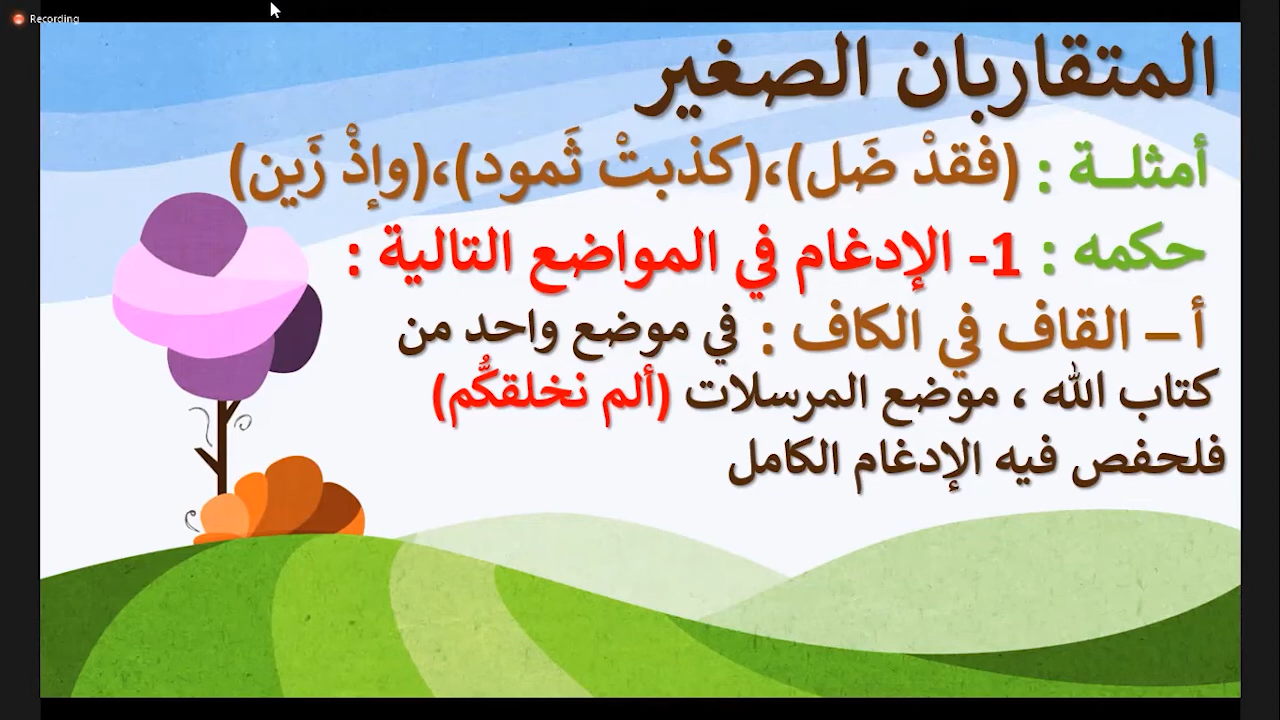 Recording
المتقاربان الصغير
أمثلــة : (فقدْ ضَل)،(كذبتْ ثَمود)،(وإذْ زَين)
حكمه : 1- الإدغام في المواضع التالية :
أ – القاف في الكاف : في موضع واحد من
كتاب الله ، موضع المرسلات (ألم نخلقكُّم)
فلحفص فيه الإدغام الكامل